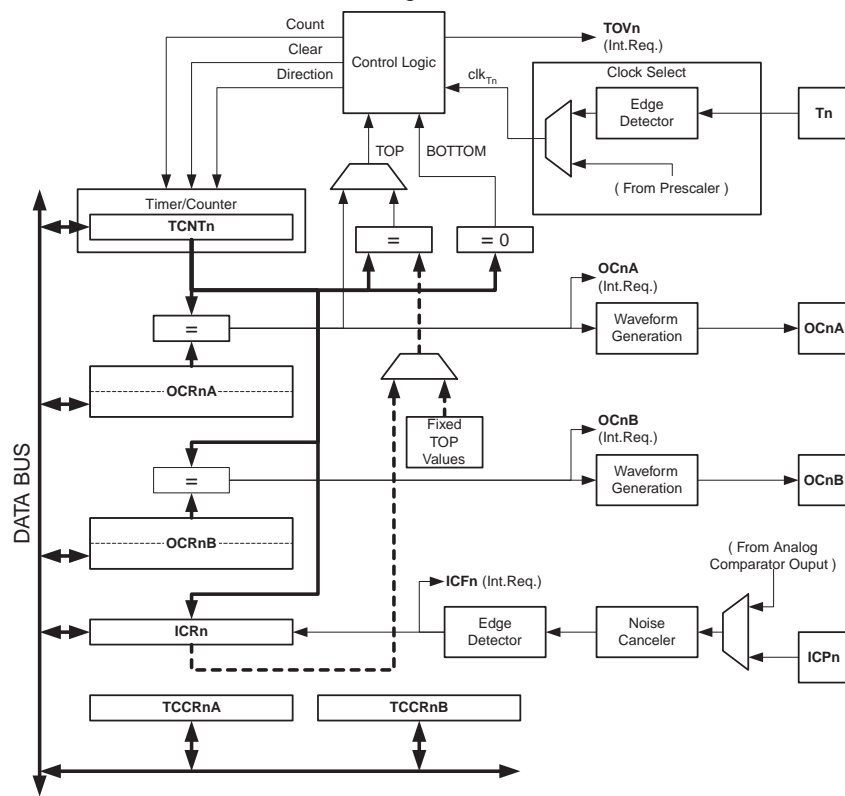 Count
Clear
Direction
Control Logic
TOVn
(Int.Req.)
clkTn
Clock Select
Edge
Detector
Tn
( From Prescaler )
TOP
BOTTOM
Timer/Counter
TCNTn
=
= 0
OCnA
(Int.Req.)
=
Waveform
Generation
OCnA
OCRnA
Fixed
TOP
Values
OCnB
(Int.Req.)
=
Waveform
Generation
OCnB
DATA BUS
OCRnB
( From Analog
Comparator Ouput )
ICFn (Int.Req.)
ICRn
Edge
Detector
Noise
Canceler
ICPn
TCCRnA
TCCRnB